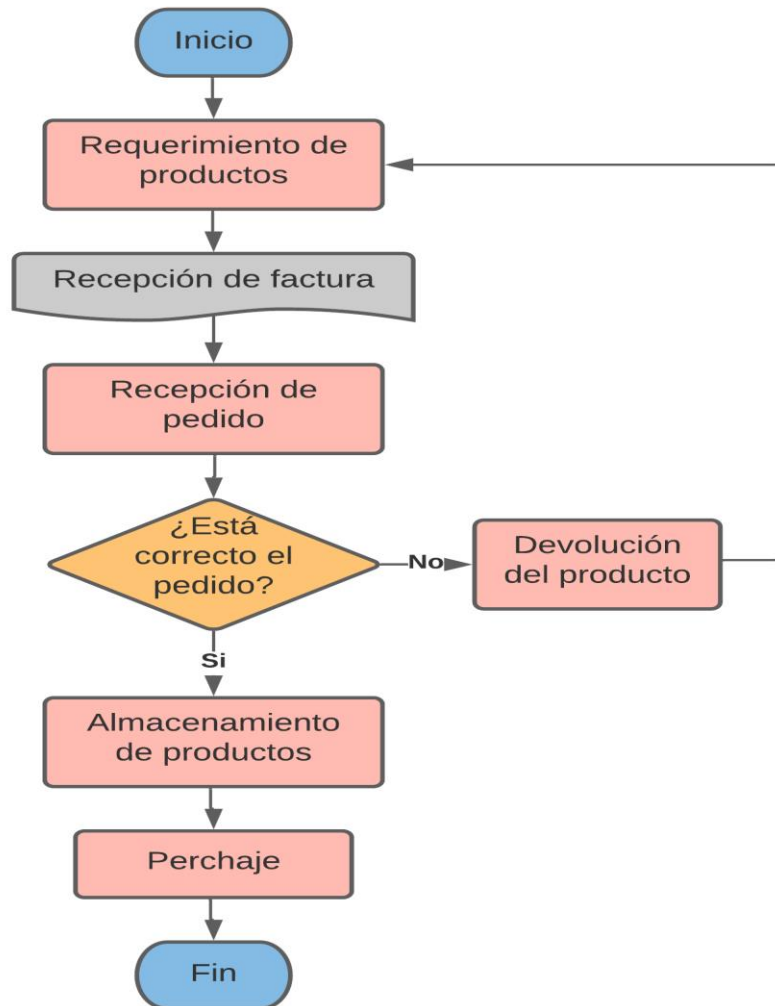 Inicio
Requerimiento de
productos
Recepción de factura
Recepción de
pedido
¿Está
correcto el
pedido?
No
Devolución
del producto
Si
Almacenamiento
de productos
Perchaje
Fin